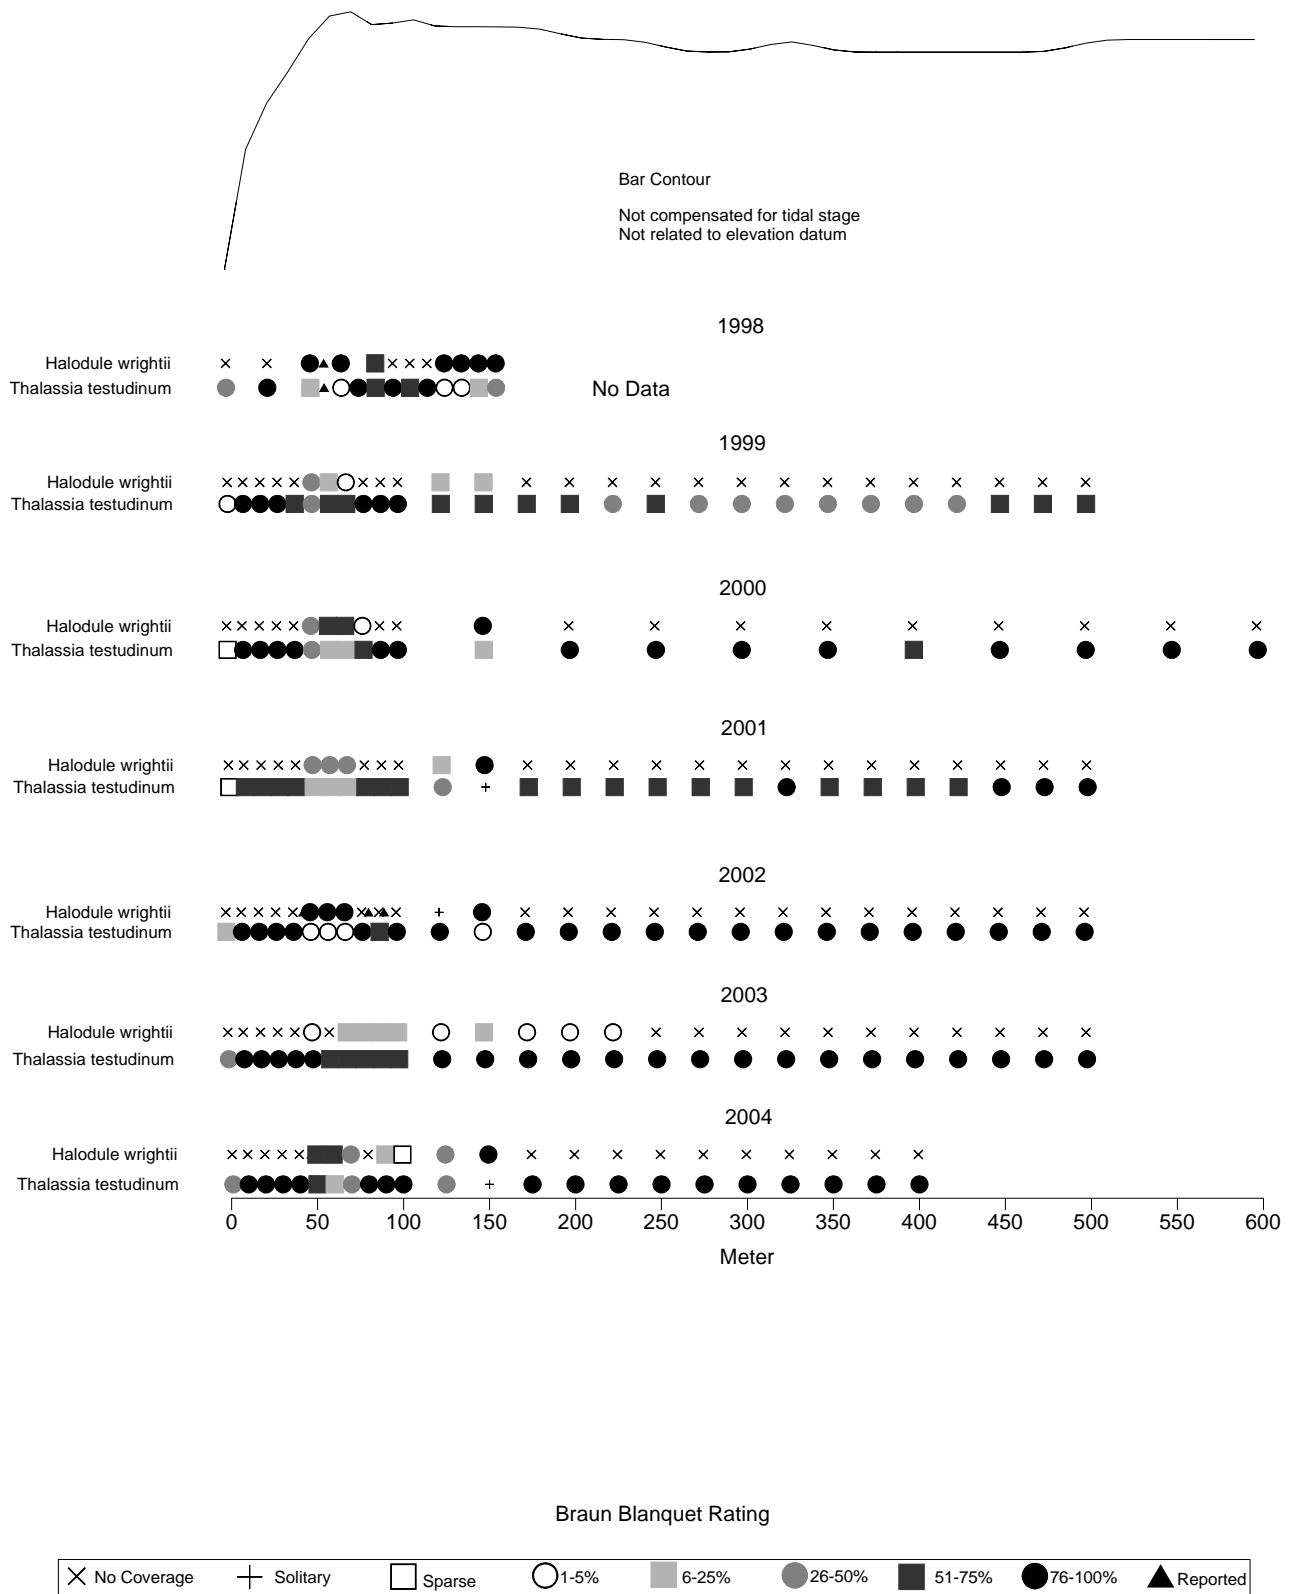 Bar Contour
Not compensated for tidal stage
Not related to elevation datum
1998
Halodule wrightii
Thalassia testudinum
No Data
1999
Halodule wrightii
Thalassia testudinum
2000
Halodule wrightii
Thalassia testudinum
2001
Halodule wrightii
Thalassia testudinum
2002
Halodule wrightii
Thalassia testudinum
2003
Halodule wrightii
Thalassia testudinum
2004
Halodule wrightii
Thalassia testudinum
0 50 100 150 200 250 300 350 400 450 500 550 600
Meter
Braun Blanquet Rating
No Coverage Solitary Sparse 1-5% 6-25% 26-50% 51-75% 76-100% Reported